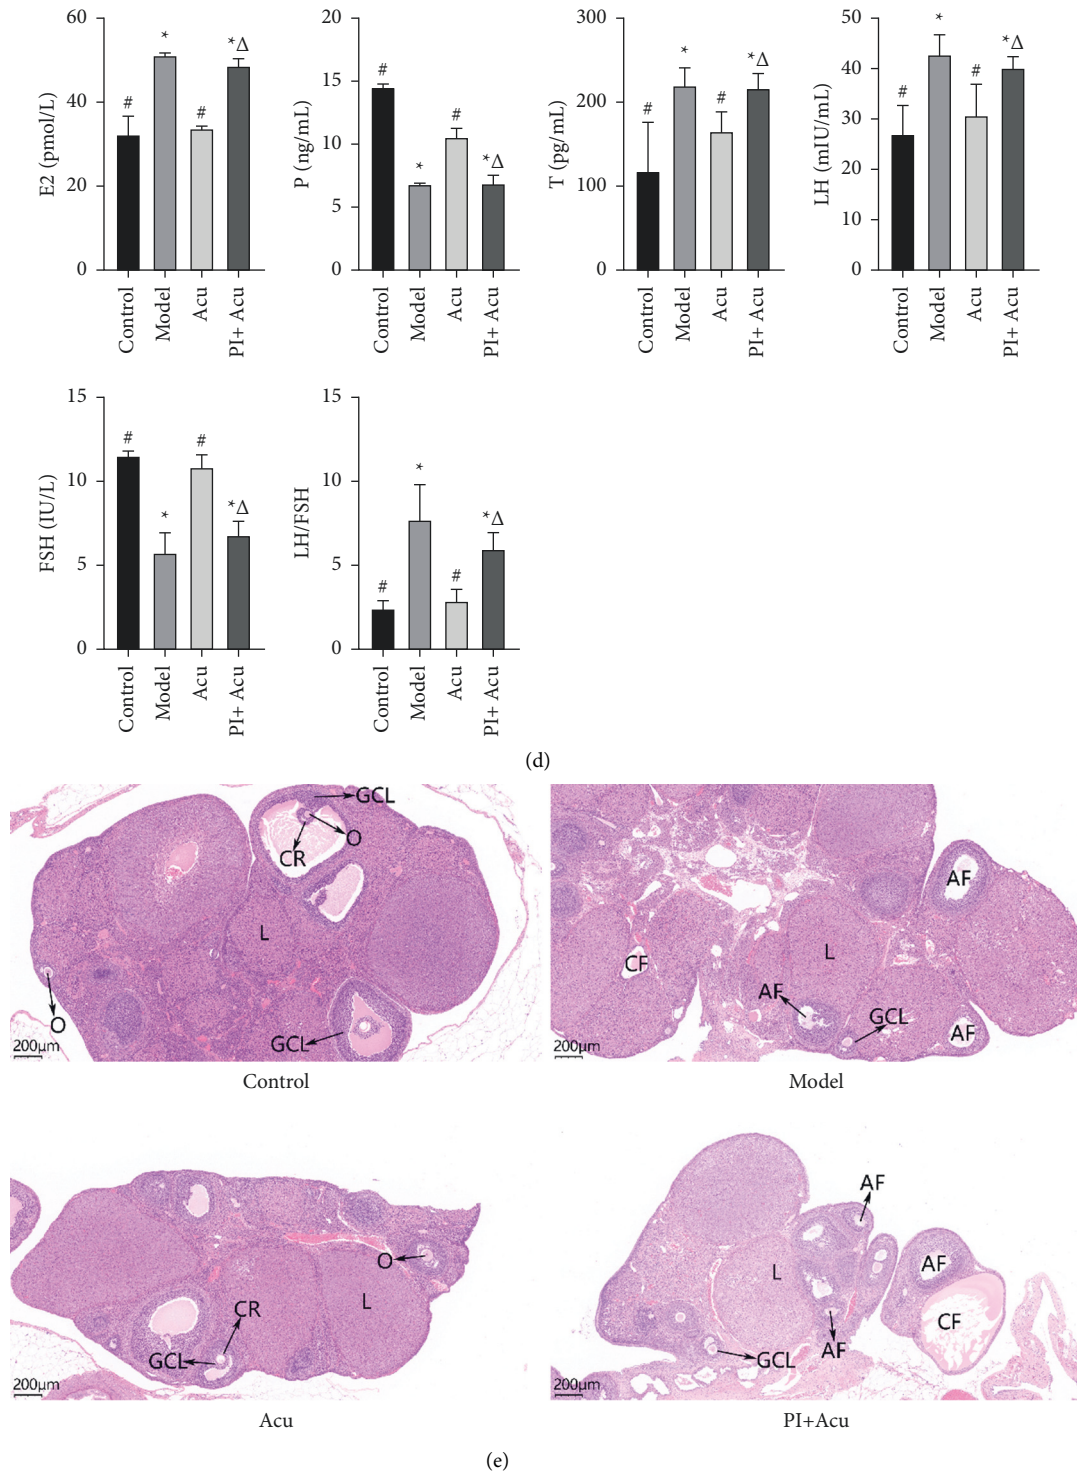 E2 (pmol/L)
60
40
20
0
#
*
#
*Δ
Control
Model
Acu
PI+ Acu
P (ng/mL)
20
15
10
5
0
#
*
#
*Δ
Control
Model
Acu
PI+ Acu
T (pg/mL)
300
200
100
0
#
*
#
*Δ
Control
Model
Acu
PI+ Acu
LH (mIU/mL)
50
40
30
20
10
0
#
*
#
*Δ
Control
Model
Acu
PI+ Acu
FSH (IU/L)
15
10
5
0
#
*
#
*Δ
Control
Model
Acu
PI+ Acu
LH/FSH
15
10
5
0
#
*
#
*Δ
Control
Model
Acu
PI+ Acu
(d)
GCL
O
CR
L
O
GCL
200μm
Control
AF
CF
L
AF
GCL
AF
200μm
Model
O
CR
L
GCL
200μm
Acu
AF
L
AF
CF
AF
GCL
200μm
PI+Acu
(e)